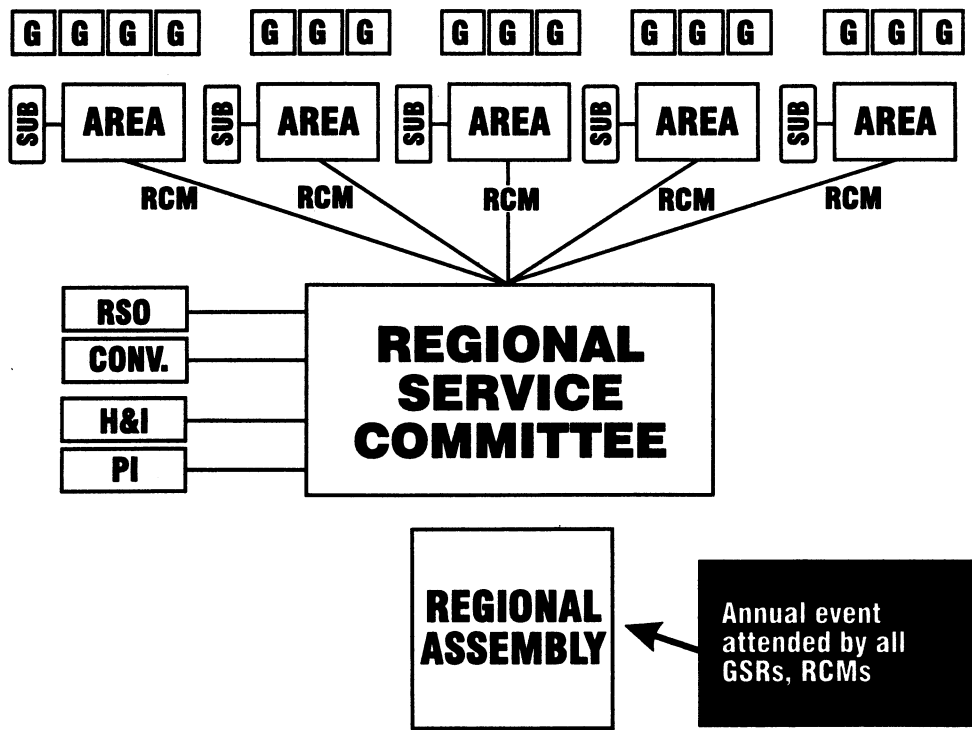 G G G G G G G G G G G G G G G G
SUB AREA SUB AREA SUB AREA SUB AREA SUB AREA
RCM RCM RCM RCM RCM
RSO
CONV.
H&I
PI
REGIONAL
SERVICE
COMMITTEE
REGIONAL
ASSEMBLY
Annual event
attended by all
GSRs, RCMs